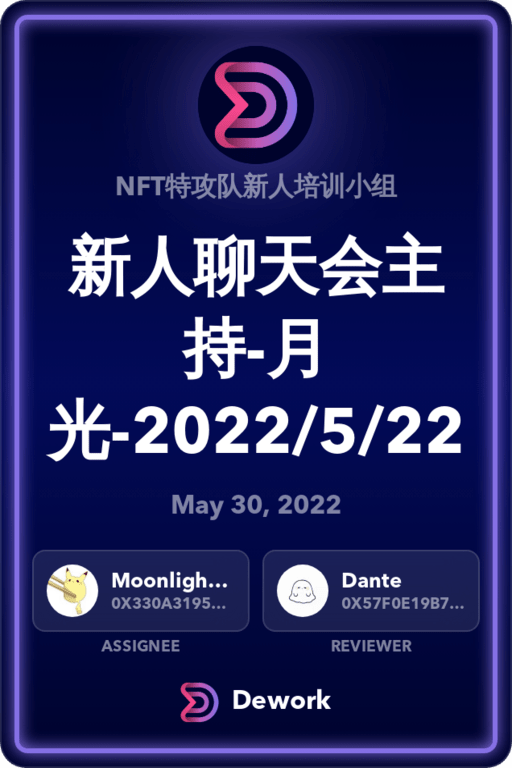 NFT特攻队新人培训小组
新人聊天会主
持-月
光-2022/5/22
May 30, 2022
Moonligh...
0X330A3195...
Dante
0X57F0E19B7...
ASSIGNEE
REVIEWER
Dework